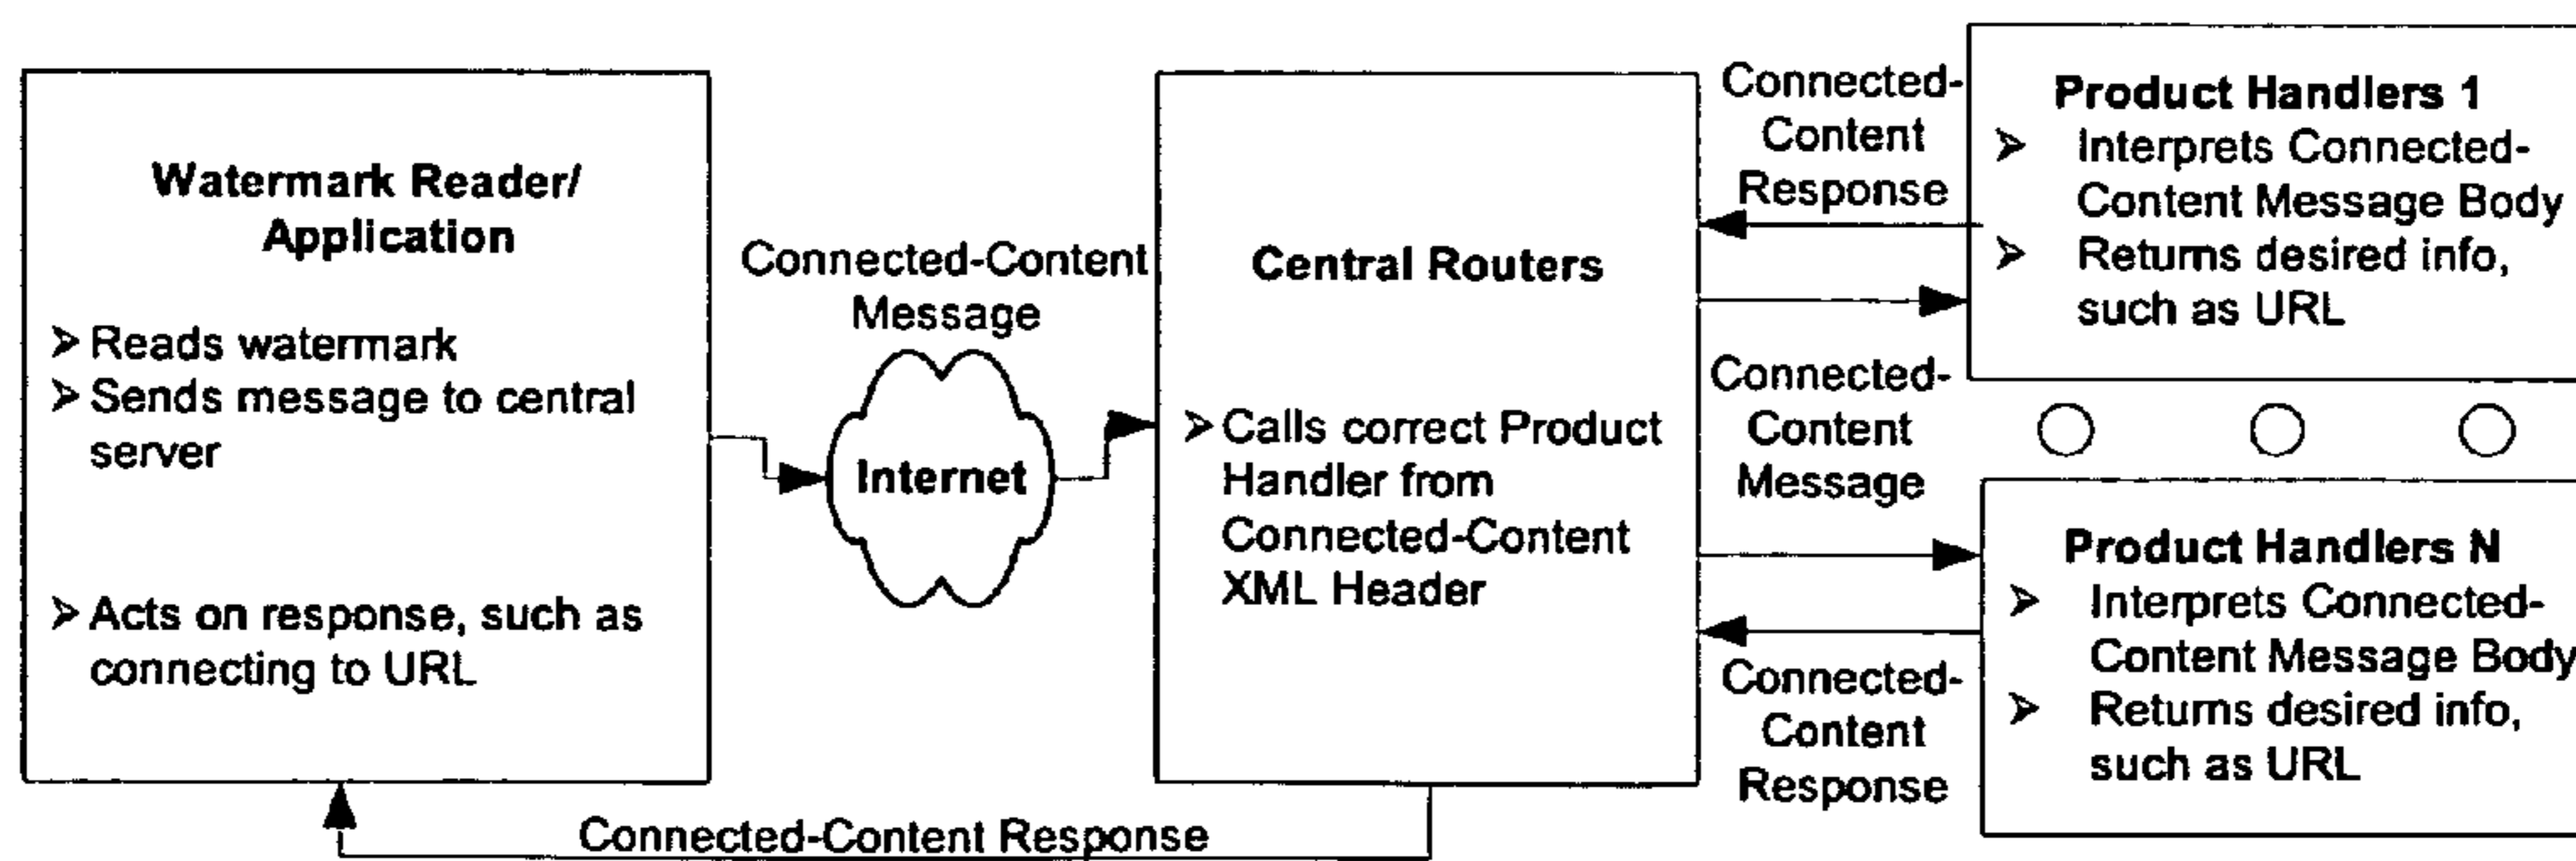 Watermark Reader/
Application
➢ Reads watermark
➢ Sends message to central
server
➢ Acts on response, such as
connecting to URL
Connected-Content
Message
Internet
Central Routers
➢ Calls correct Product
Handler from
Connected-Content
XML Header
Connected-
Content
Response
Connected-
Content
Message
Connected-
Content
Response
Product Handlers 1
➢ Interprets Connected-
Content Message Body
➢ Returns desired info,
such as URL
Product Handlers N
➢ Interprets Connected-
Content Message Body
➢ Returns desired info,
such as URL
Connected-Content Response